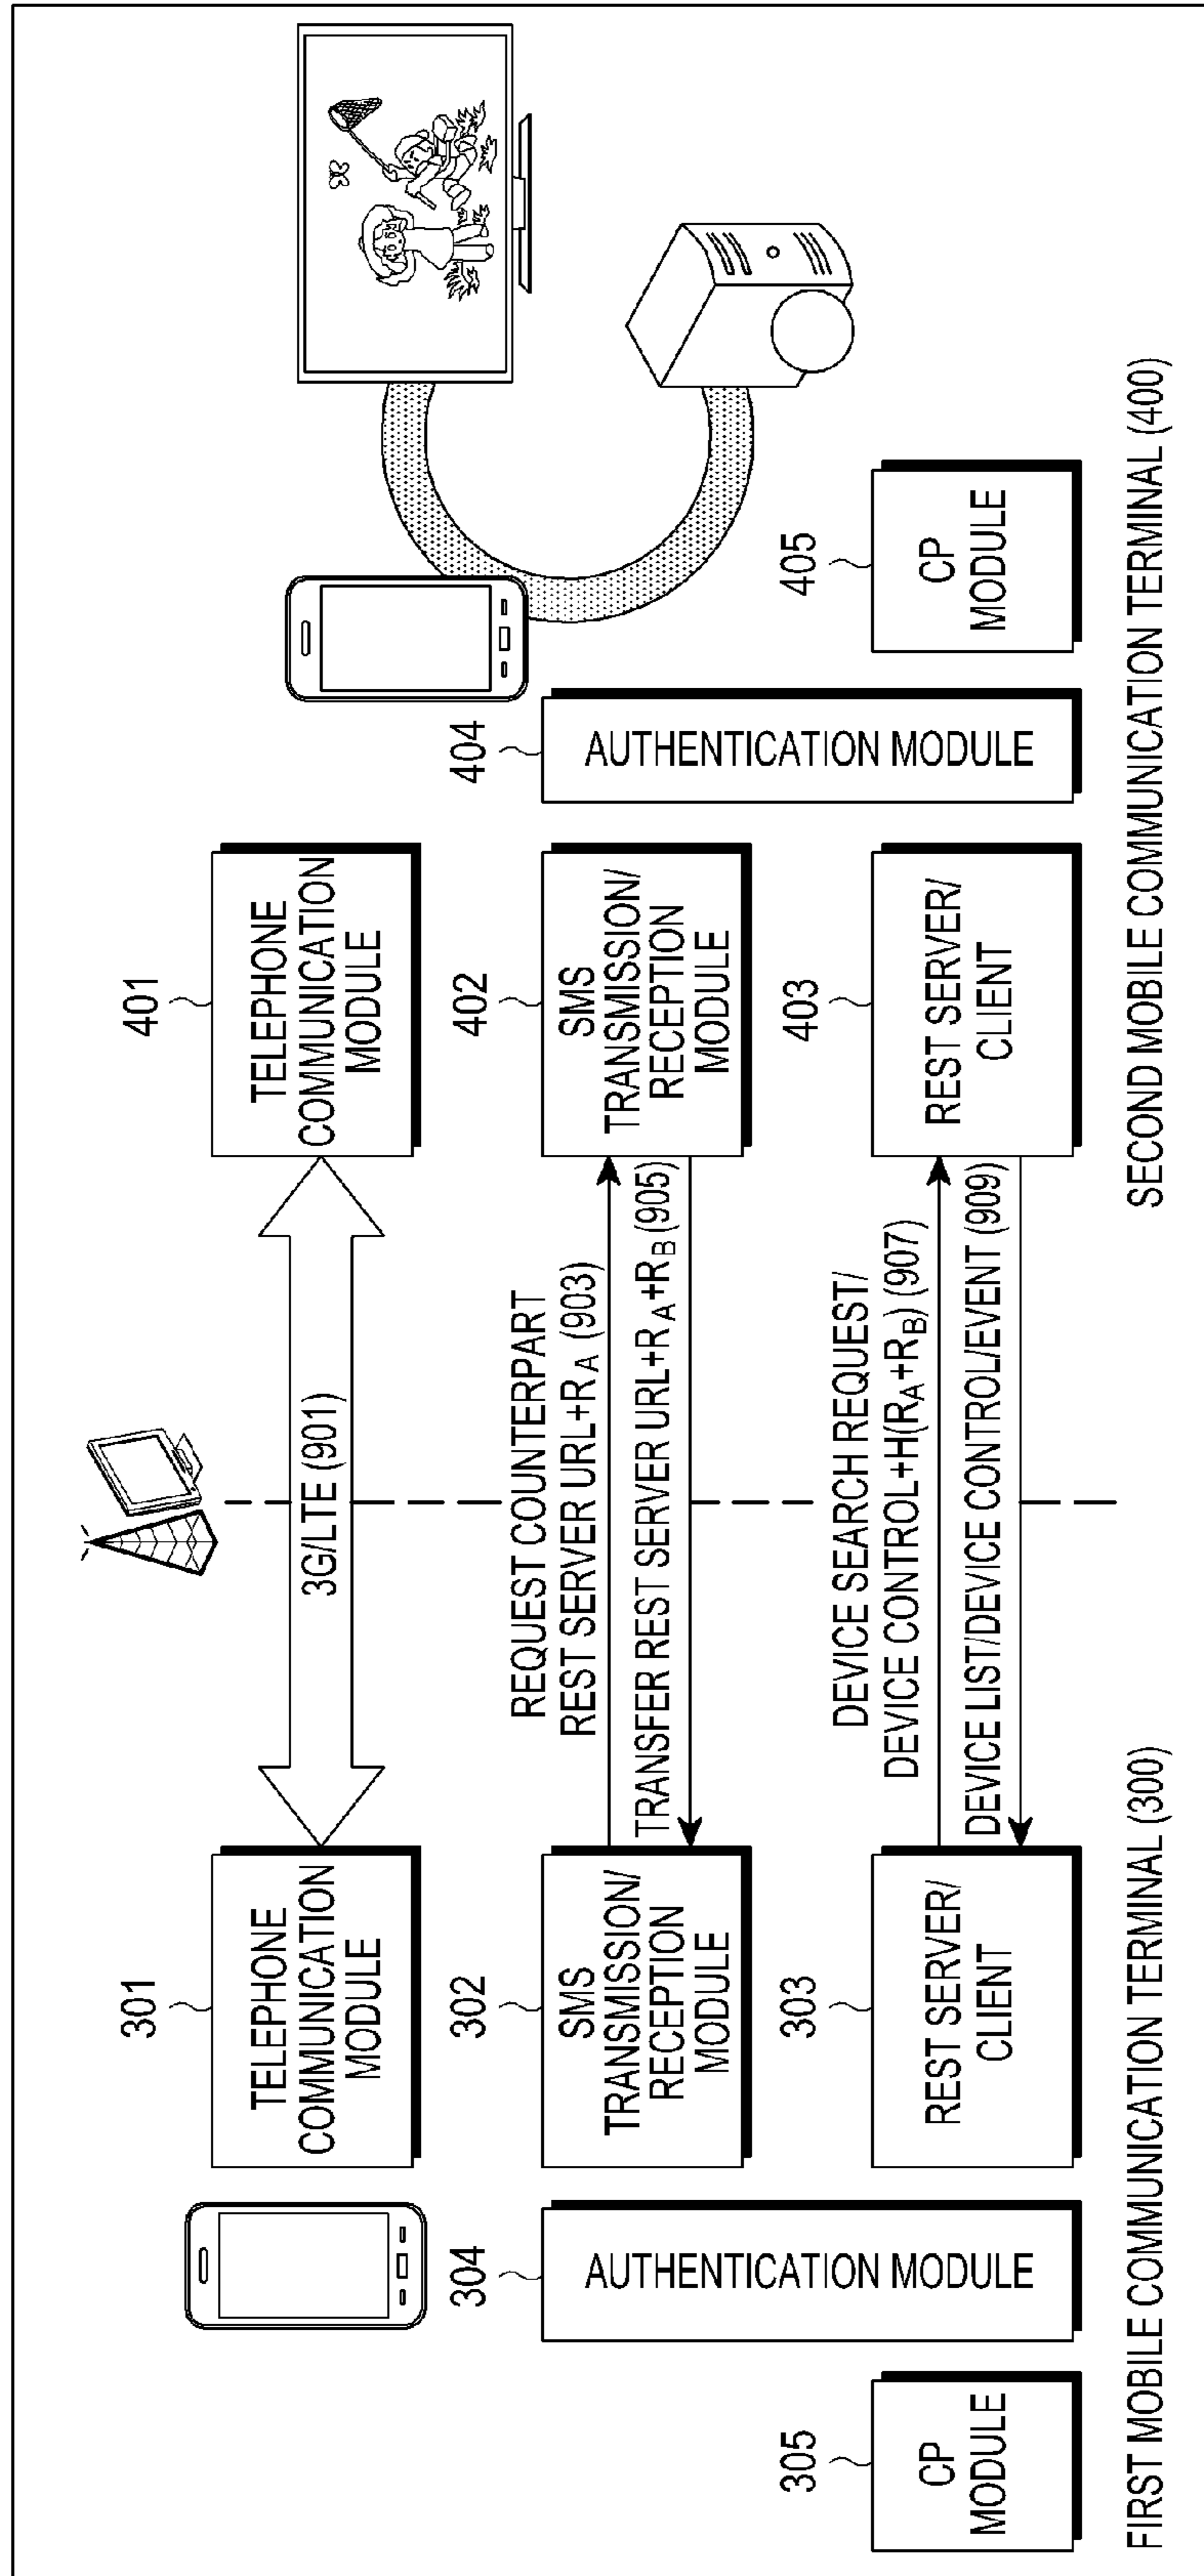 3G/LTE (901)
301
TELEPHONE
COMMUNICATION
MODULE
401
TELEPHONE
COMMUNICATION
MODULE
REQUEST COUNTERPART
REST SERVER URL+RA (903)
TRANSFER REST SERVER URL+RA+RB (905)
304
AUTHENTICATION MODULE
302
SMS
TRANSMISSION/
RECEPTION
MODULE
402
SMS
TRANSMISSION/
RECEPTION
MODULE
404
AUTHENTICATION MODULE
DEVICE SEARCH REQUEST/
DEVICE CONTROL+H(RA+RB) (907)
DEVICE LIST/DEVICE CONTROL/EVENT (909)
305
CP
MODULE
303
REST SERVER/
CLIENT
403
REST SERVER/
CLIENT
405
CP
MODULE
FIRST MOBILE COMMUNICATION TERMINAL (300)
SECOND MOBILE COMMUNICATION TERMINAL (400)